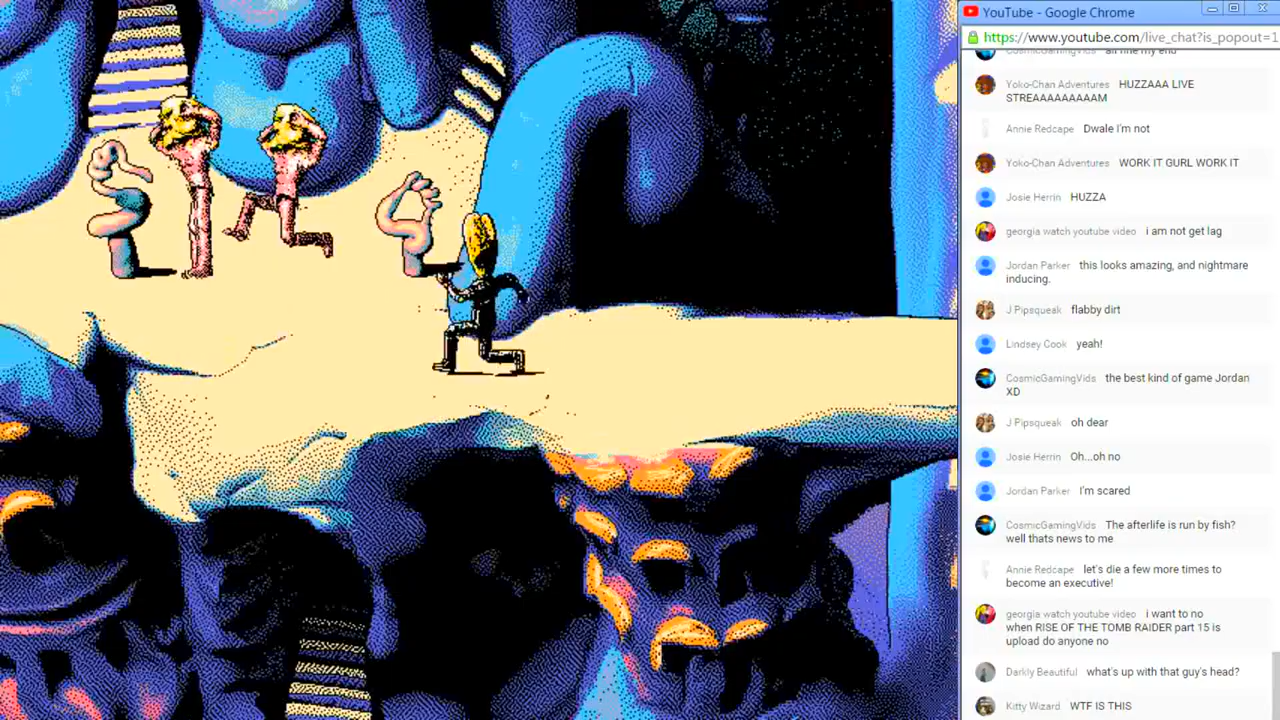 YouTube - Google Chrome
https://www.youtube.com/live_chat?is_popout=1
CosmicGamingVids all fine my end
Yoko-Chan Adventures HUZZAAA LIVE
STREAAAAAAAAM
Annie Redcape Dwale I'm not
Yoko-Chan Adventures WORK IT GURL WORK IT
Josie Herrin HUZZA
georgia watch youtube video i am not get lag
Jordan Parker this looks amazing, and nightmare
inducing.
J Pipsqueak flabby dirt
Lindsey Cook yeah!
CosmicGamingVids the best kind of game Jordan
XD
J Pipsqueak oh dear
Josie Herrin Oh...oh no
Jordan Parker I'm scared
CosmicGamingVids The afterlife is run by fish?
well thats news to me
Annie Redcape let's die a few more times to
become an executive!
georgia watch youtube video i want to no
when RISE OF THE TOMB RAIDER part 15 is
upload do anyone no
Darkly Beautiful what's up with that guy's head?
Kitty Wizard WTF IS THIS